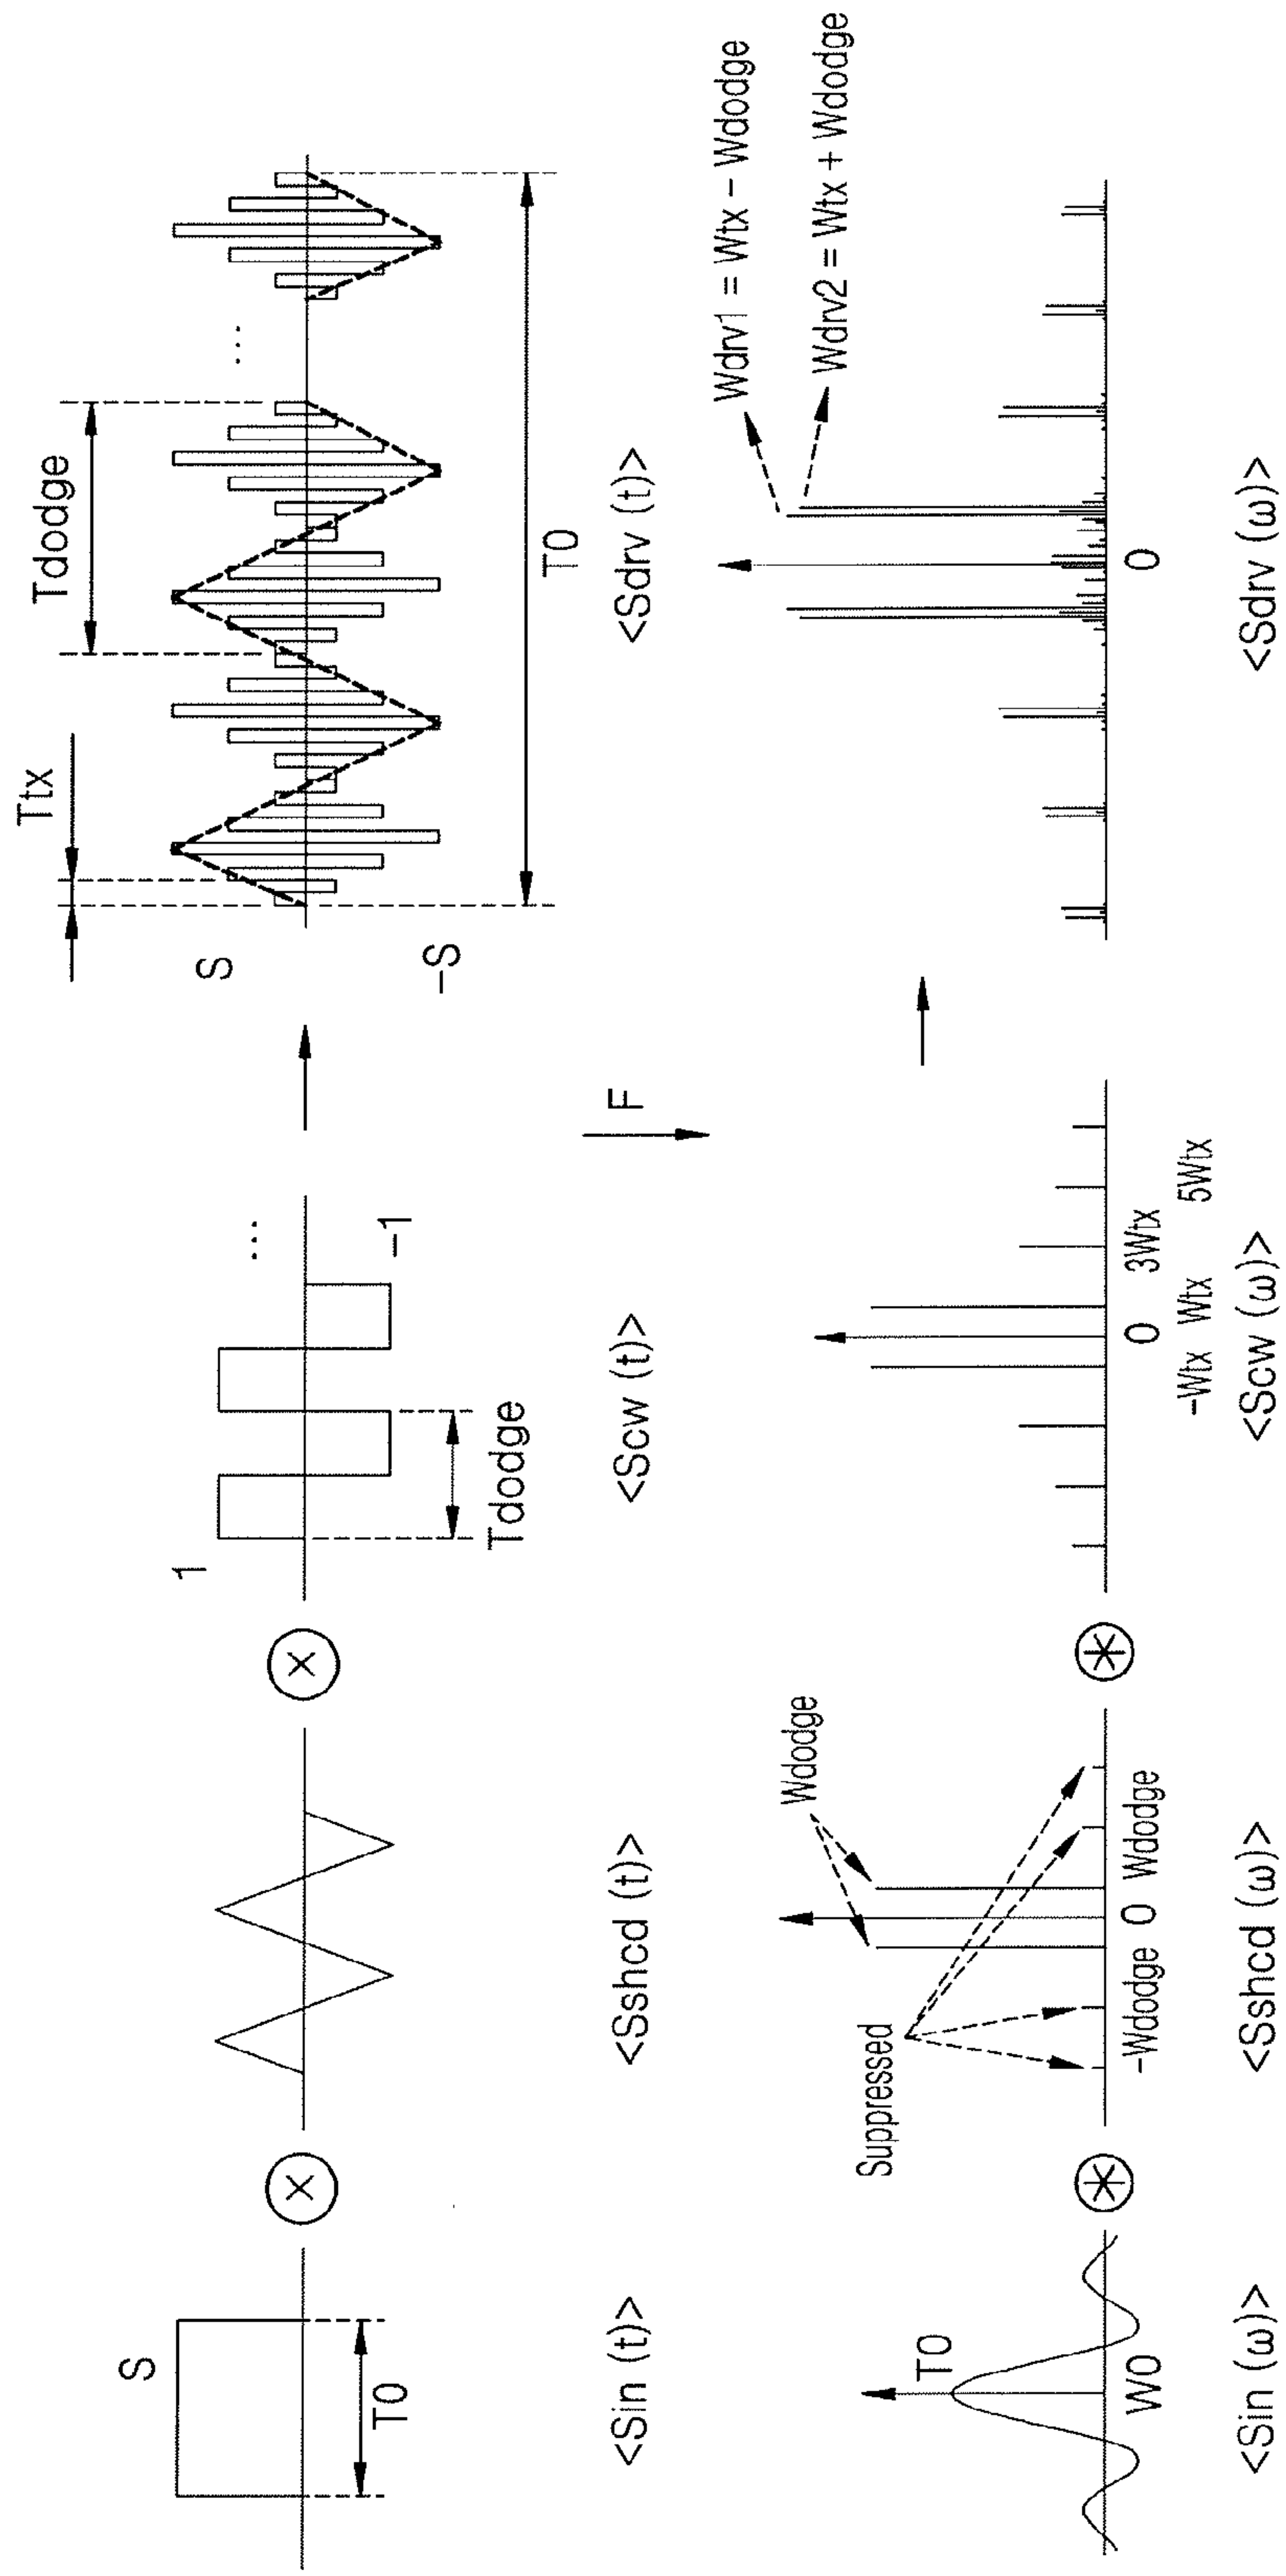 S
T0
<Sin (t)>
<Sshcd (t)>
1
-1
...
Tdodge
<Scw (t)>
S
-S
Ttx
Tdodge
...
T0
<Sdrv (t)>
F
T0
W0
<Sin (ω)>
Suppressed
Wdodge
-Wdodge 0 Wdodge
<Sshcd (ω)>
0 3Wtx
-Wtx Wtx 5Wtx
<Scw (ω)>
Wdrv1 = Wtx - Wdodge
Wdrv2 = Wtx + Wdodge
0
<Sdrv (ω)>